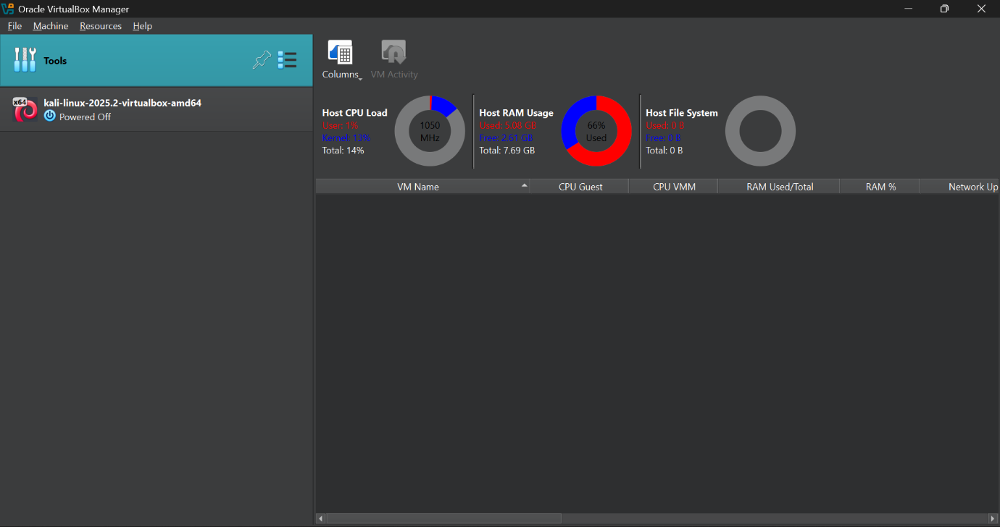 Oracle VirtualBox Manager
File Machine Resources Help
Tools
x64
kali-linux-2025.2-virtualbox-amd64
Powered Off
Columns
VM Activity
Host CPU Load
User: 1%
Kernel: 13%
Total: 14%
1050
MHz
Host RAM Usage
Used: 5.08 GB
Free: 2.61 GB
Total: 7.69 GB
66%
Used
Host File System
Used: 0 B
Free: 0 B
Total: 0 B
VM Name CPU Guest CPU VMM RAM Used/Total RAM % Network Up